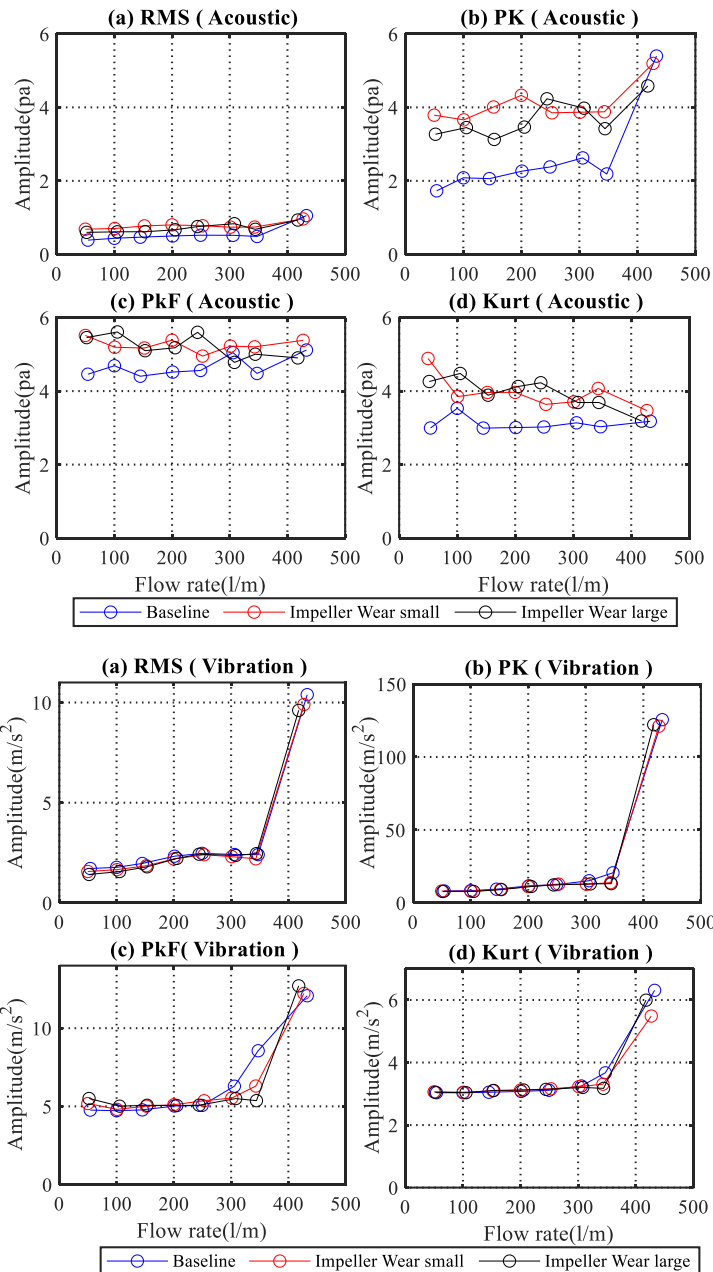 (a) RMS ( Acoustic)
(b) PK ( Acoustic )
6
4
2
0
Amplitude(pa)
0 100 200 300 400 500
6
4
2
0
Amplitude(pa)
0 100 200 300 400 500
(c) PkF ( Acoustic )
(d) Kurt ( Acoustic )
6
4
2
0
Amplitude(pa)
0 100 200 300 400 500
Flow rate(l/m)
6
4
2
0
Amplitude(pa)
0 100 200 300 400 500
Flow rate(l/m)
Baseline Impeller Wear small Impeller Wear large
(a) RMS ( Vibration )
(b) PK ( Vibration )
10
5
0
Amplitude(m/s²)
0 100 200 300 400 500
150
100
50
0
Amplitude(m/s²)
0 100 200 300 400 500
(c) PkF( Vibration )
(d) Kurt ( Vibration )
10
5
0
Amplitude(m/s²)
0 100 200 300 400 500
Flow rate(l/m)
6
4
2
0
Amplitude(m/s²)
0 100 200 300 400 500
Flow rate(l/m)
Baseline Impeller Wear small Impeller Wear large